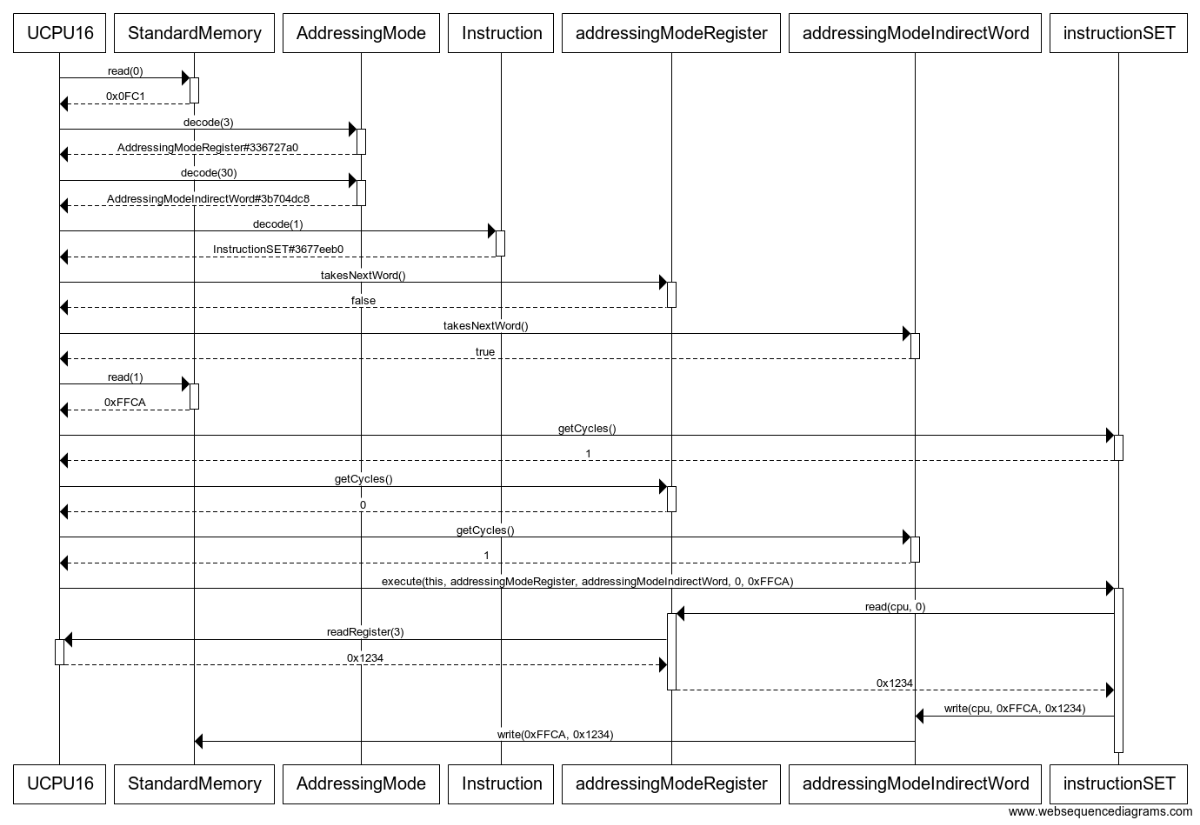 UCPU16 StandardMemory AddressingMode Instruction addressingModeRegister addressingModeIndirectWord instructionSET
read(0)
0x0FC1
decode(3)
AddressingModeRegister#336727a0
decode(30)
AddressingModeIndirectWord#3b704dc8
decode(1)
InstructionSET#3677eeb0
takesNextWord()
false
takesNextWord()
true
read(1)
0xFFCA
getCycles()
1
getCycles()
0
getCycles()
1
execute(this, addressingModeRegister, addressingModeIndirectWord, 0, 0xFFCA)
read(cpu, 0)
readRegister(3)
0x1234
0x1234
write(cpu, 0xFFCA, 0x1234)
write(0xFFCA, 0x1234)
UCPU16 StandardMemory AddressingMode Instruction addressingModeRegister addressingModeIndirectWord instructionSET
www.websequencediagrams.com